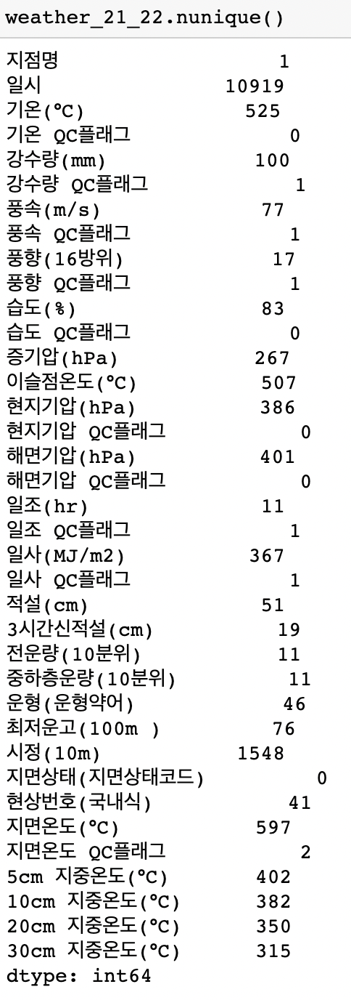 weather_21_22.nunique()
지점명 1
일시 10919
기온(°C) 525
기온 QC플래그 0
강수량(mm) 100
강수량 QC플래그 1
풍속(m/s) 77
풍속 QC플래그 1
풍향(16방위) 17
풍향 QC플래그 1
습도(%) 83
습도 QC플래그 0
증기압(hPa) 267
이슬점온도(°C) 507
현지기압(hPa) 386
현지기압 QC플래그 0
해면기압(hPa) 401
해면기압 QC플래그 0
일조(hr) 11
일조 QC플래그 1
일사(MJ/m2) 367
일사 QC플래그 1
적설(cm) 51
3시간신적설(cm) 19
전운량(10분위) 11
중하층운량(10분위) 11
운형(운형약어) 46
최저운고(100m ) 76
시정(10m) 1548
지면상태(지면상태코드) 0
현상번호(국내식) 41
지면온도(°C) 597
지면온도 QC플래그 2
5cm 지중온도(°C) 402
10cm 지중온도(°C) 382
20cm 지중온도(°C) 350
30cm 지중온도(°C) 315
dtype: int64